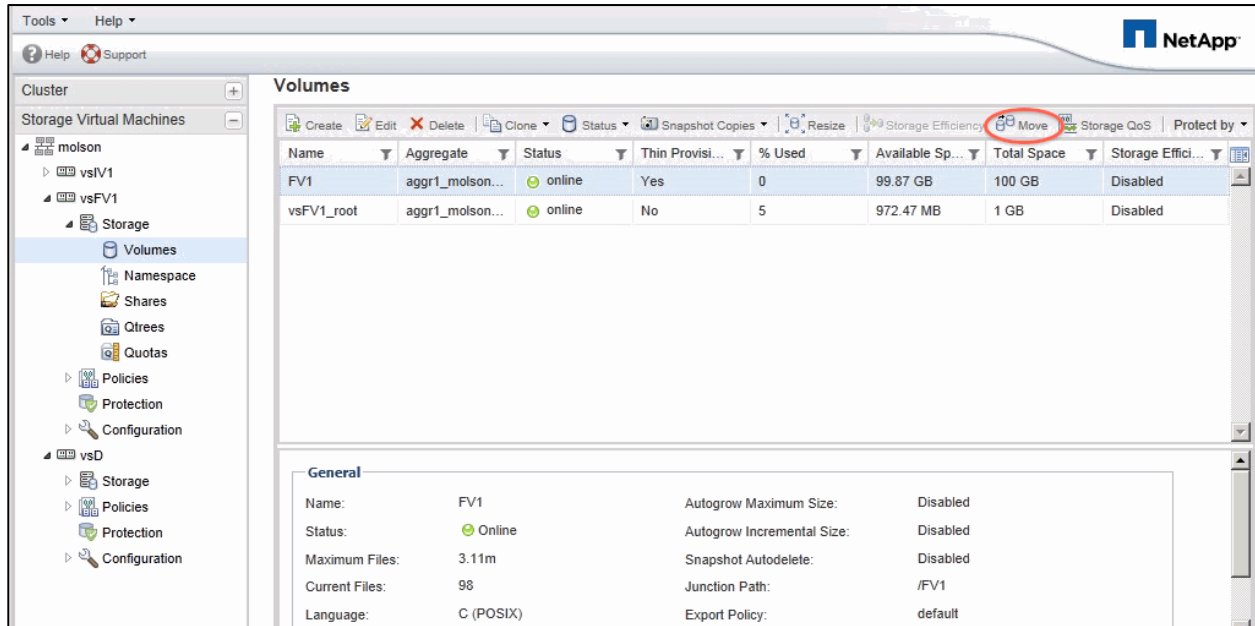 Tools Help
NetApp
Help Support
Cluster
Volumes
Storage Virtual Machines
Create Edit Delete Clone Status Snapshot Copies Resize Storage Efficiency Move Storage QoS Protect by
molson
Name Aggregate Status Thin Provisi... % Used Available Sp... Total Space Storage Effici...
vsIV1
FV1 aggr1_molson... online Yes 0 99.87 GB 100 GB Disabled
vsFV1
vsFV1_root aggr1_molson... online No 5 972.47 MB 1 GB Disabled
Storage
Volumes
Namespace
Shares
Qtrees
Quotas
Policies
Protection
Configuration
vsD
Storage
Policies
Protection
Configuration
General
Name: FV1 Autogrow Maximum Size: Disabled
Status: Online Autogrow Incremental Size: Disabled
Maximum Files: 3.11m Snapshot Autodelete: Disabled
Current Files: 98 Junction Path: /FV1
Language: C (POSIX) Export Policy: default